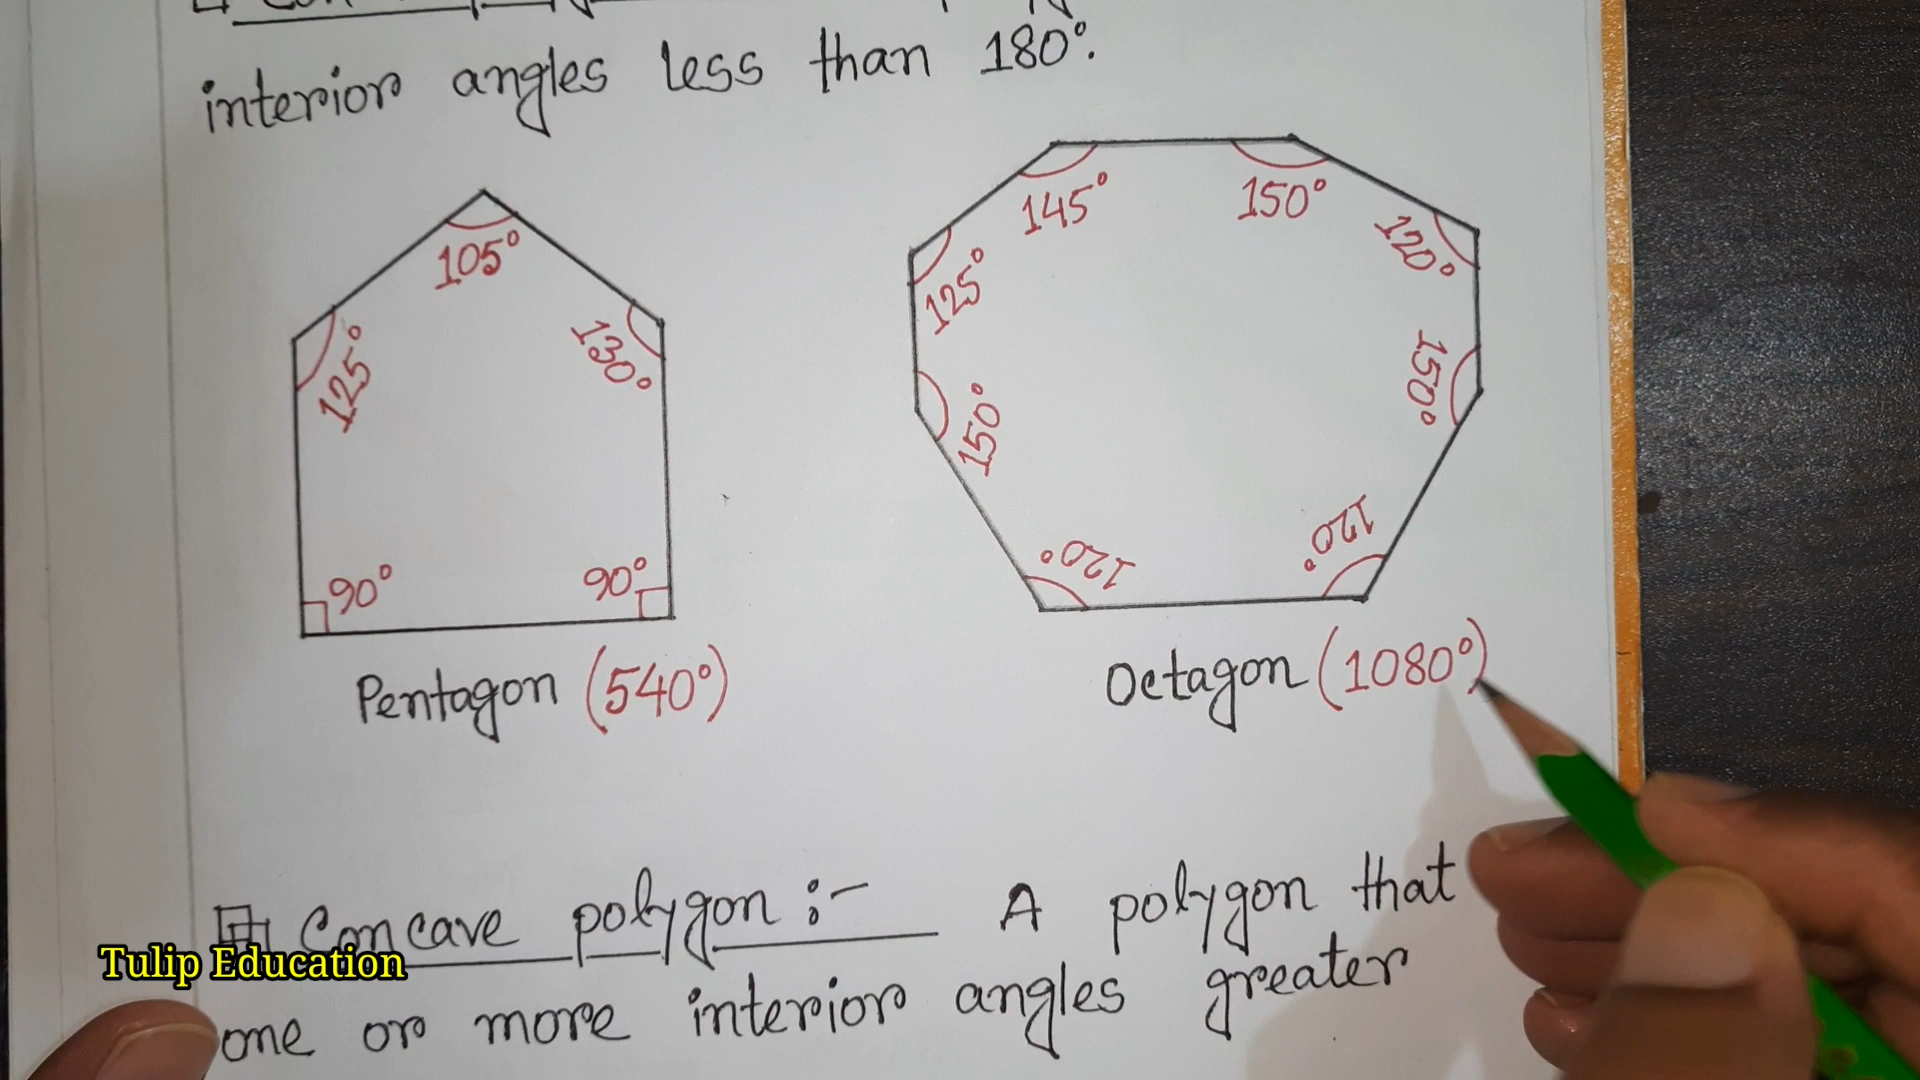 interior angles less than 180°.
105°
125°
130°
90°
90°
Pentagon (540°)
145°
150°
125°
120°
150°
150°
120°
120°
Octagon (1080°)
Concave polygon :- A polygon that
one or more interior angles greater
Tulip Education